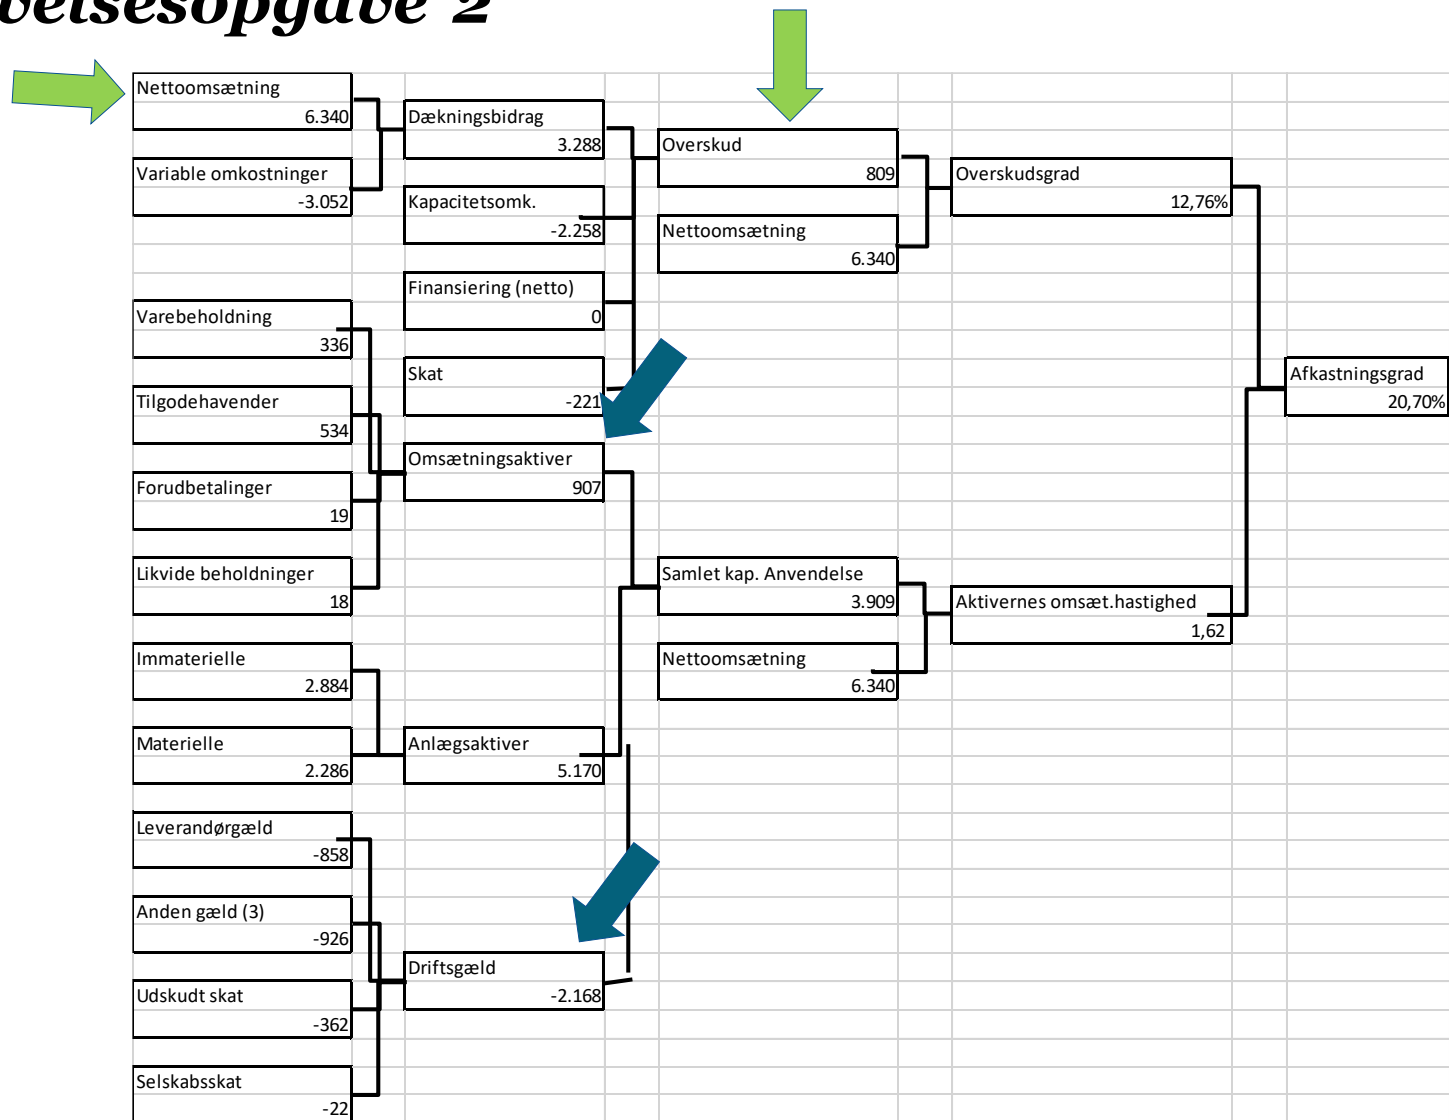 velsesopgave 2
Nettoomsætning
6.340
Variable omkostninger
-3.052
Varebeholdning
336
Tilgodehavender
534
Forudbetalinger
19
Likvide beholdninger
18
Immaterielle
2.884
Materielle
2.286
Leverandørgæld
-858
Anden gæld (3)
-926
Udskudt skat
-362
Selskabsskat
-22
Dækningsbidrag
3.288
Kapacitetsomk.
-2.258
Finansiering (netto)
0
Skat
-221
Omsætningsaktiver
907
Anlægsaktiver
5.170
Driftsgæld
-2.168
Overskud
809
Nettoomsætning
6.340
Samlet kap. Anvendelse
3.909
Nettoomsætning
6.340
Overskudsgrad
12,76%
Aktivernes omsæt.hastighed
1,62
Afkastningsgrad
20,70%